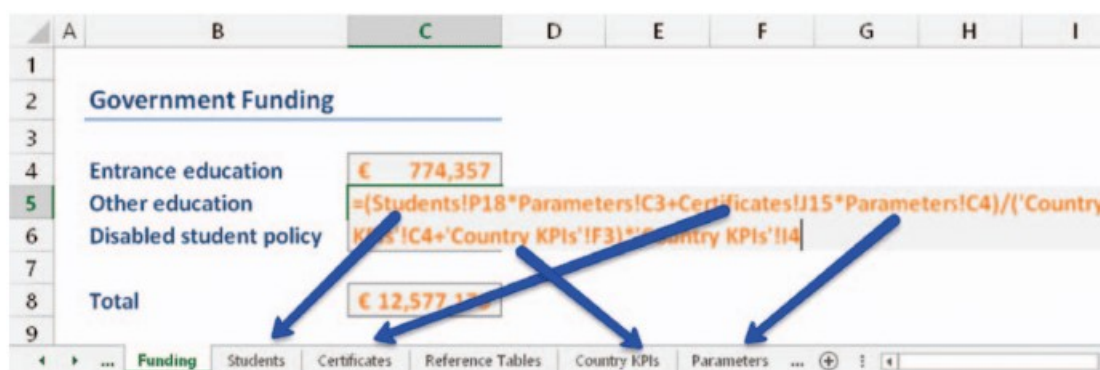 A B C D E F G H I
1
2 Government Funding
3
4 Entrance education € 774,357
5 Other education =(Students!P18*Parameters!C3+Certificates!J15*Parameters!C4)/('Country
6 Disabled student policy KPIs'!C4+'Country KPIs'!F3)*'Country KPIs'!I4
7
8 Total € 12,577,
9
... Funding Students Certificates Reference Tables Country KPIs Parameters ...